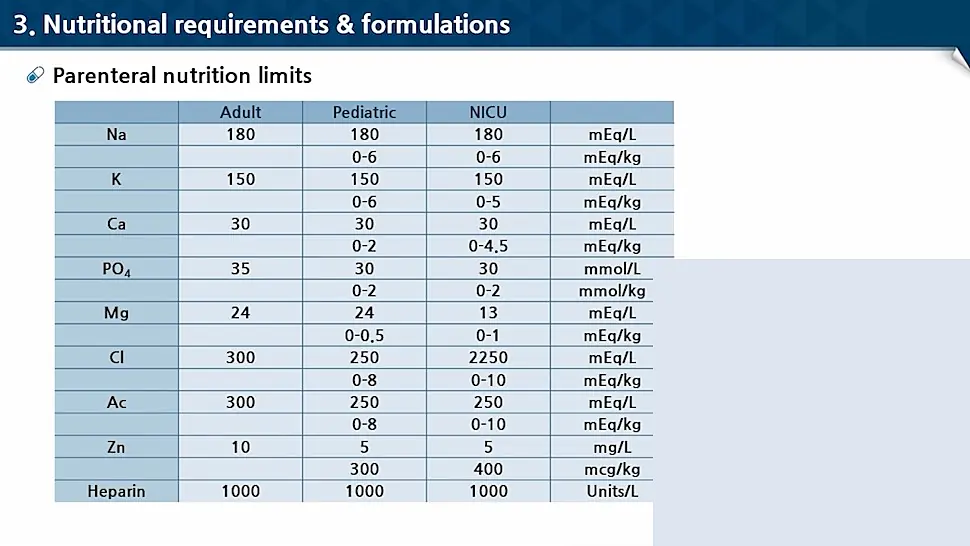 3. Nutritional requirements & formulations
Parenteral nutrition limits
Adult Pediatric NICU
Na 180 180 180 mEq/L
0-6 0-6 mEq/kg
K 150 150 150 mEq/L
0-6 0-5 mEq/kg
Ca 30 30 30 mEq/L
0-2 0-4.5 mEq/kg
PO₄ 35 30 30 mmol/L
0-2 0-2 mmol/kg
Mg 24 24 13 mEq/L
0-0.5 0-1 mEq/kg
Cl 300 250 2250 mEq/L
0-8 0-10 mEq/kg
Ac 300 250 250 mEq/L
0-8 0-10 mEq/kg
Zn 10 5 5 mg/L
300 400 mcg/kg
Heparin 1000 1000 1000 Units/L